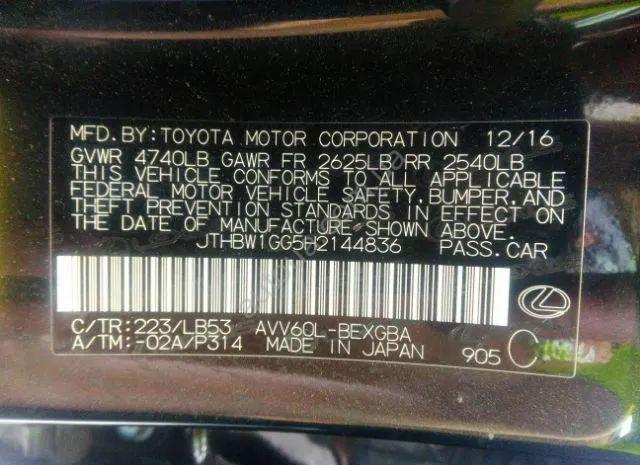 MFD. BY: TOYOTA MOTOR CORPORATION 12/16
GVWR 4740LB GAWR FR 2625LB RR 2540LB
THIS VEHICLE CONFORMS TO ALL APPLICABLE
FEDERAL MOTOR VEHICLE SAFETY, BUMPER, AND
THEFT PREVENTION STANDARDS IN EFFECT ON
THE DATE OF MANUFACTURE SHOWN ABOVE.
JTHBW1GG5H2144836 PASS.CAR
C/TR:223/LB53 AVV60L-BEXGBA
A/TM:-02A/P314 MADE IN JAPAN 905 C